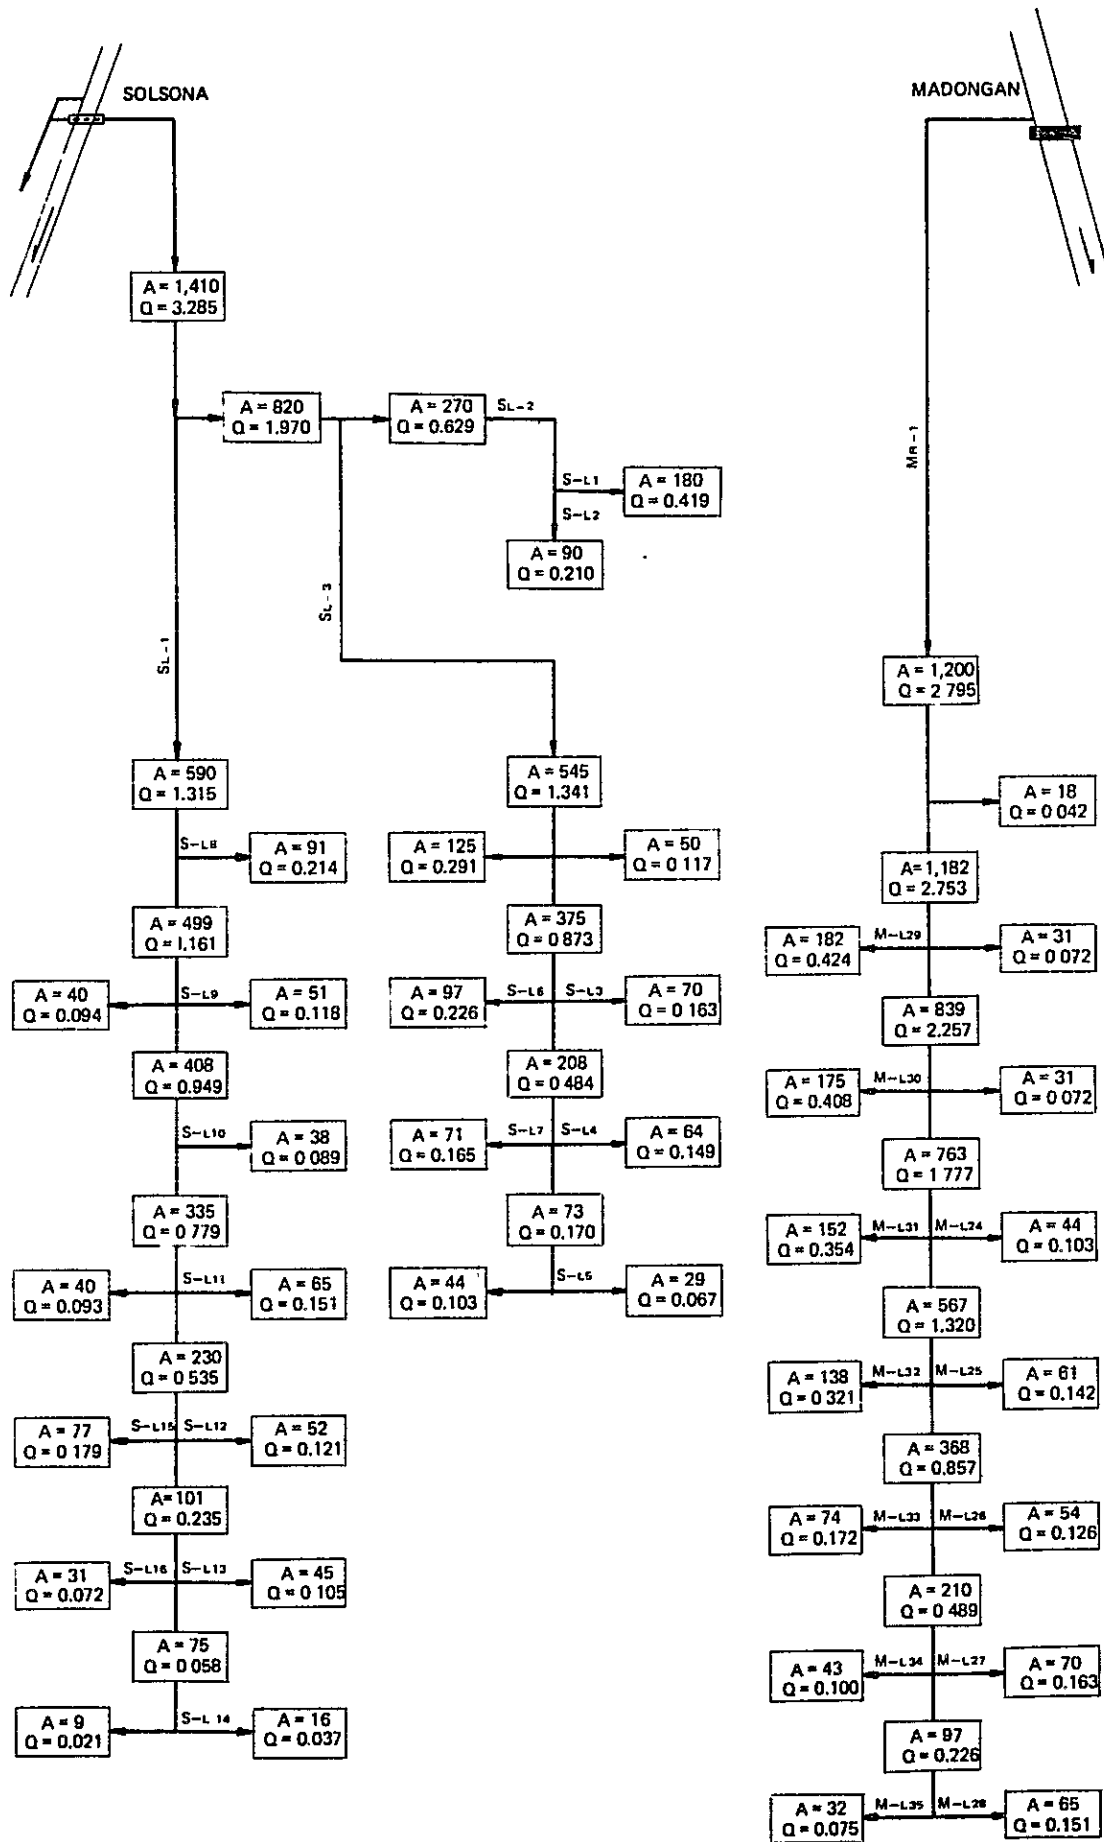 SOLSONA
MADONGAN
A = 1,410
Q = 3.285
A = 820
Q = 1.970
A = 270
Q = 0.629
SL-2
S-L1
A = 180
Q = 0.419
S-L2
A = 90
Q = 0.210
SL-3
SL-1
MR-1
A = 1,200
Q = 2 795
A = 590
Q = 1.315
A = 545
Q = 1.341
A = 18
Q = 0 042
S-L8
A = 91
Q = 0.214
A = 125
Q = 0.291
A = 50
Q = 0 117
A= 1,182
Q = 2.753
A = 499
Q = 1.161
A = 375
Q = 0 873
A = 182
Q = 0.424
M-L29
A = 31
Q = 0 072
A = 40
Q = 0.094
S-L9
A = 51
Q = 0.118
A = 97
Q = 0.226
S-L6
S-L3
A = 70
Q = 0 163
A = 839
Q = 2.257
A = 408
Q = 0.949
A = 208
Q = 0 484
A = 175
Q = 0.408
M-L30
A = 31
Q = 0 072
S-L10
A = 38
Q = 0 089
A = 71
Q = 0.165
S-L7
S-L4
A = 64
Q = 0.149
A = 763
Q = 1 777
A = 335
Q = 0 779
A = 73
Q = 0.170
A = 152
Q = 0.354
M-L31
M-L24
A = 44
Q = 0.103
A = 40
Q = 0.093
S-L11
A = 65
Q = 0.151
A = 44
Q = 0.103
S-L5
A = 29
Q = 0.067
A = 567
Q = 1,320
A = 230
Q = 0 535
A = 138
Q = 0 321
M-L32
M-L25
A = 61
Q = 0.142
A = 77
Q = 0 179
S-L15
S-L12
A = 52
Q = 0.121
A = 368
Q = 0.857
A= 101
Q = 0.235
A = 74
Q = 0.172
M-L33
M-L26
A = 54
Q = 0.126
A = 31
Q = 0.072
S-L16
S-L13
A = 45
Q = 0 105
A = 210
Q = 0 489
A = 75
Q = 0 058
A = 43
Q = 0.100
M-L34
M-L27
A = 70
Q = 0.163
A = 9
Q = 0.021
S-L 14
A = 16
Q = 0.037
A = 97
Q = 0.226
A = 32
Q = 0.075
M-L35
M-L28
A = 65
Q = 0.151